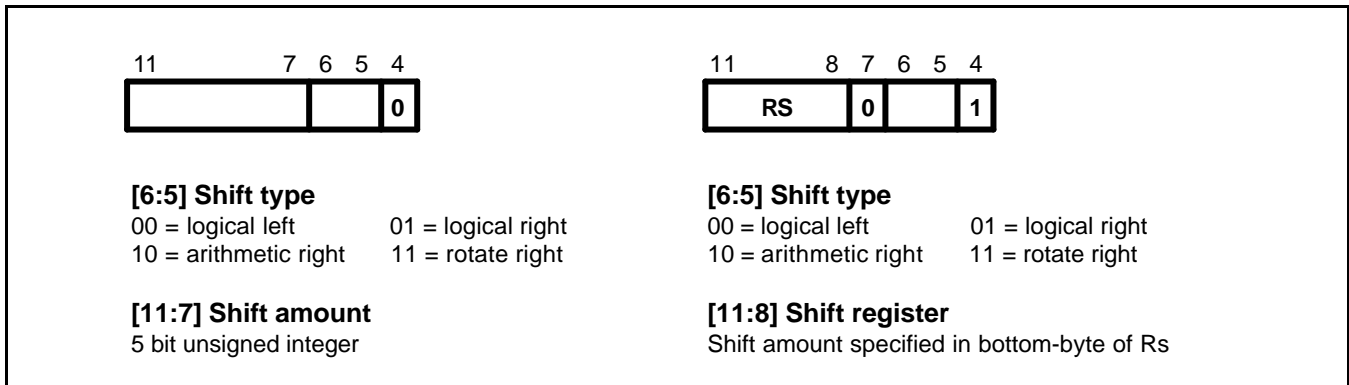 11 7 6 5 4
0
[6:5] Shift type
00 = logical left 01 = logical right
10 = arithmetic right 11 = rotate right
[11:7] Shift amount
5 bit unsigned integer
11 8 7 6 5 4
RS 0 1
[6:5] Shift type
00 = logical left 01 = logical right
10 = arithmetic right 11 = rotate right
[11:8] Shift register
Shift amount specified in bottom-byte of Rs